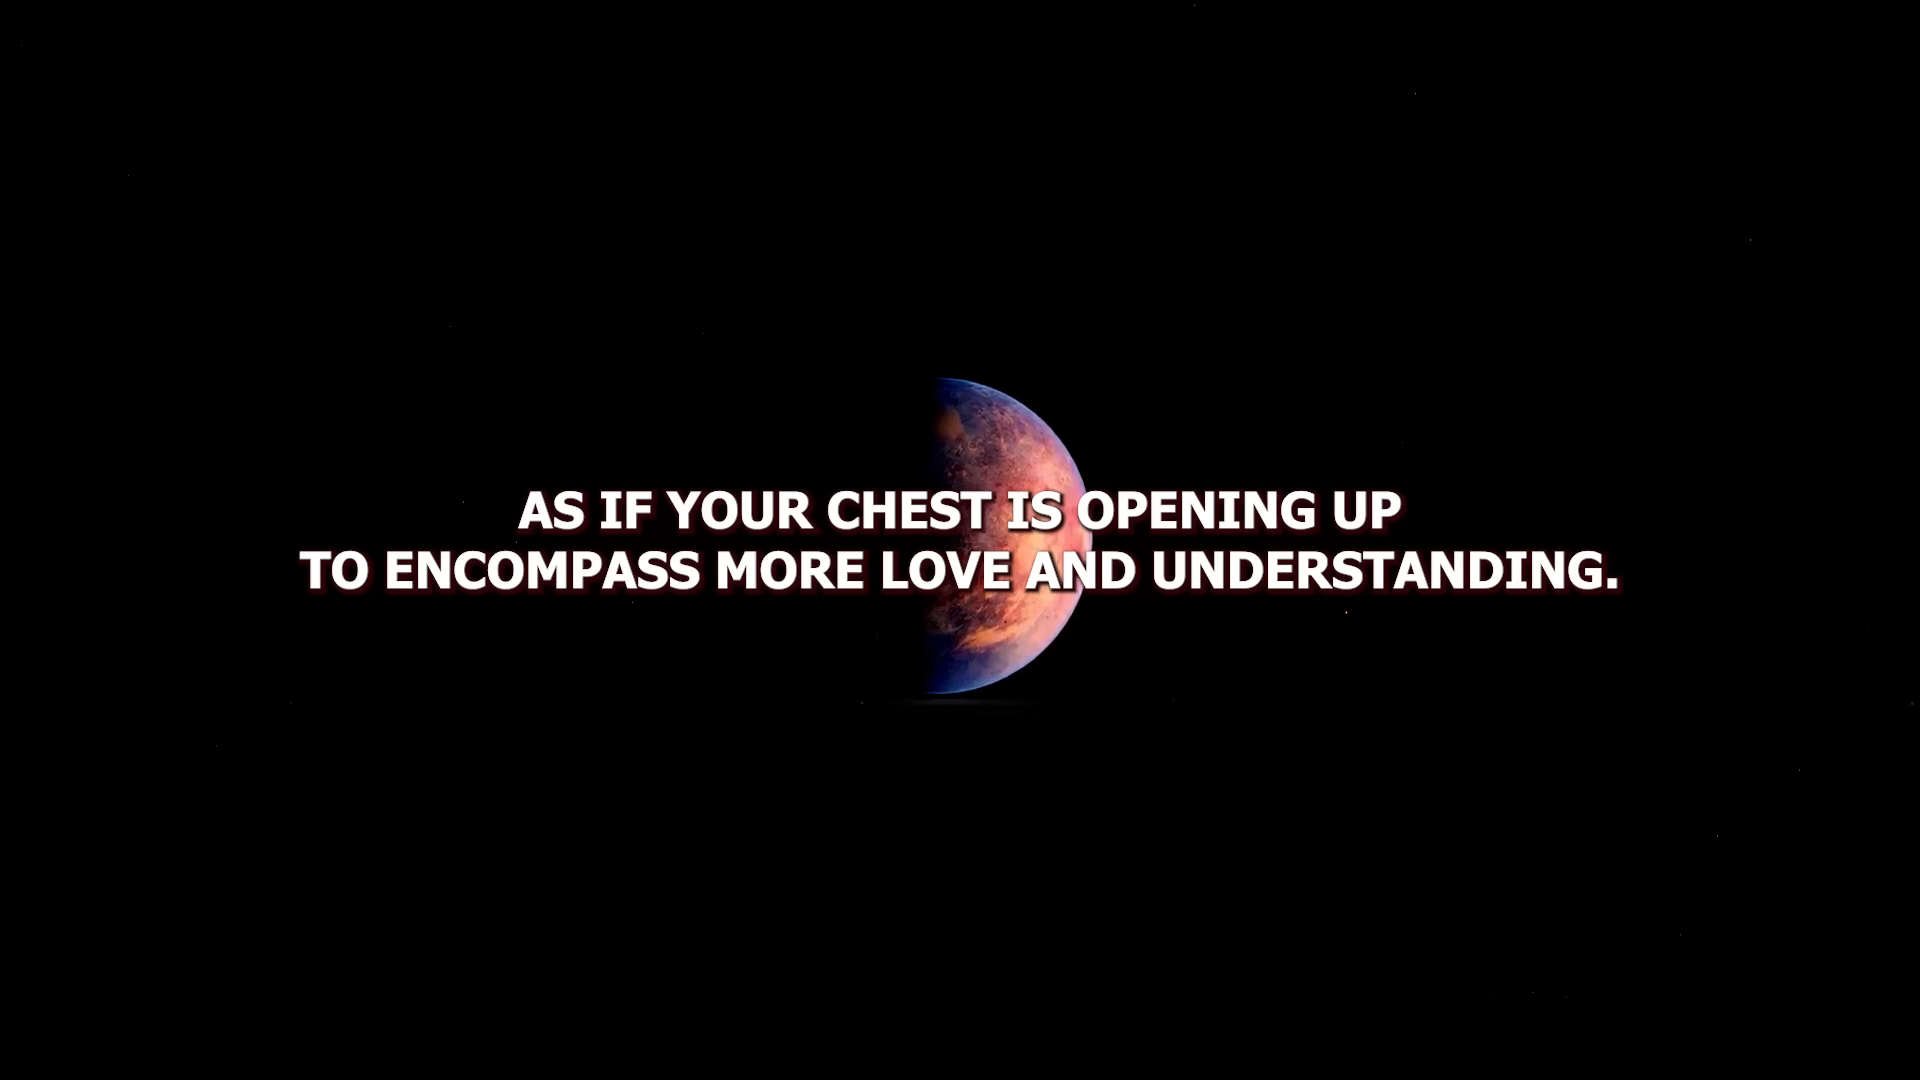 AS IF YOUR CHEST IS OPENING UP
TO ENCOMPASS MORE LOVE AND UNDERSTANDING.